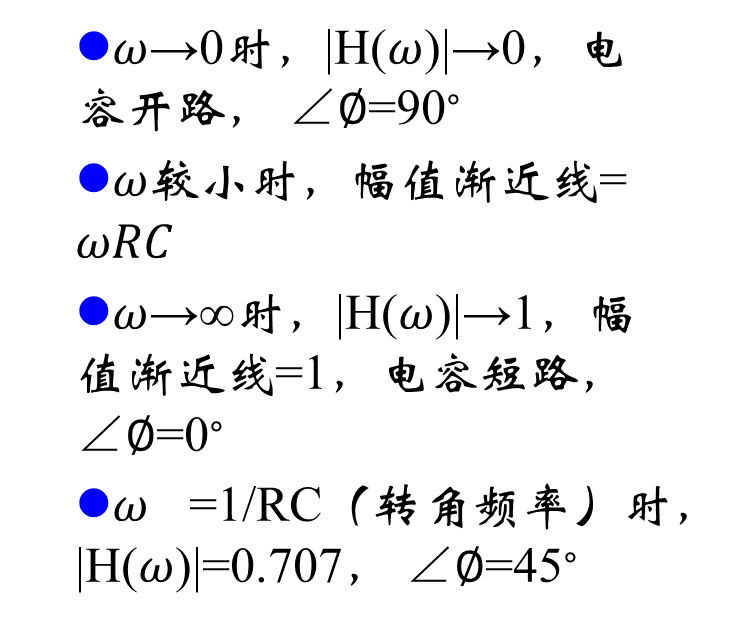 ●ω→0时，|H(ω)|→0，电
容开路，∠∅=90°
●ω较小时，幅值渐近线=
ωRC
●ω→∞时，|H(ω)|→1，幅
值渐近线=1，电容短路，
∠∅=0°
●ω =1/RC（转角频率）时，
|H(ω)|=0.707，∠∅=45°